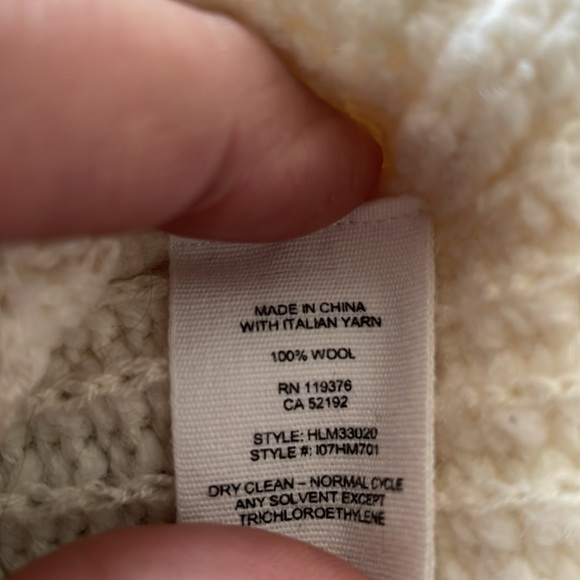 MADE IN CHINA
WITH ITALIAN YARN
100% WOOL
RN 119376
CA 52192
STYLE: HLM33020
STYLE #: I07HM701
DRY CLEAN – NORMAL CYCLE
ANY SOLVENT EXCEPT
TRICHLOROETHYLENE